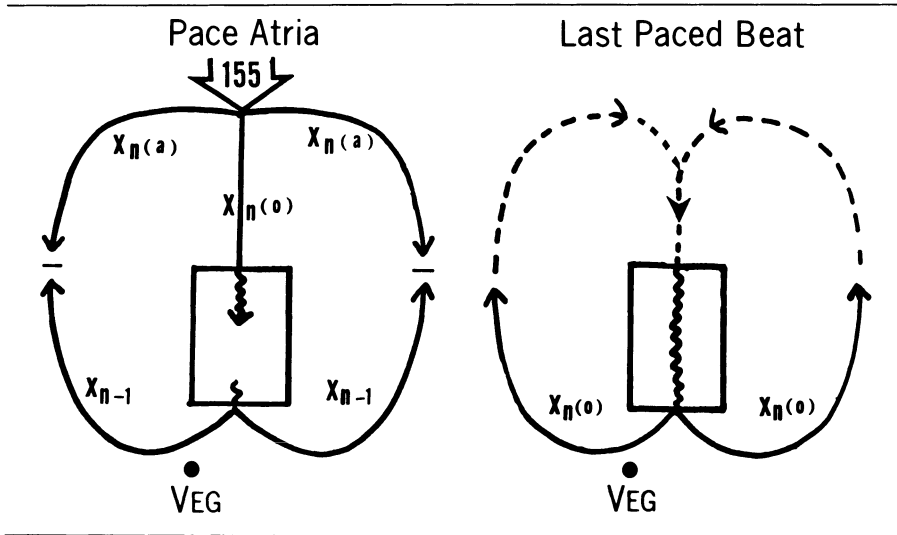 Pace Atria
155
Xn(a)
Xn(a)
Xn(o)
Xn-1
Xn-1
VEG
Last Paced Beat
Xn(o)
Xn(o)
VEG